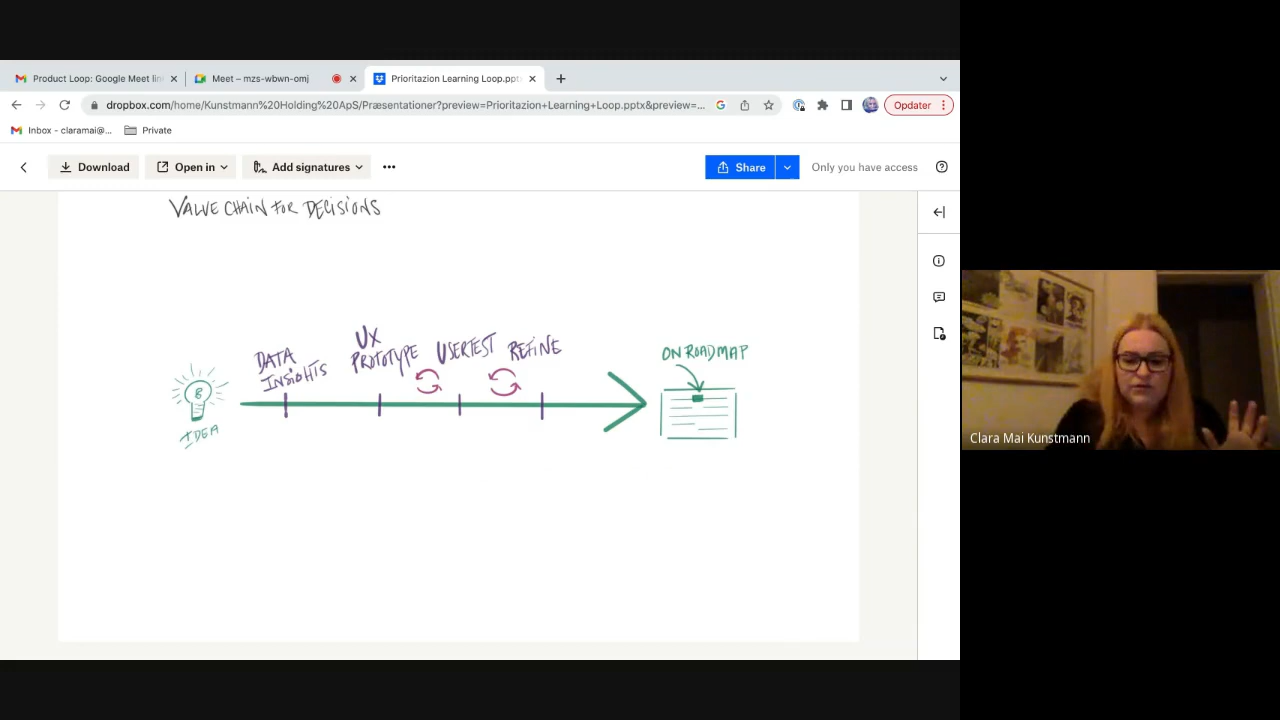 Product Loop: Google Meet lin
Meet – mzs-wbwn-omj
Prioritazion Learning Loop.ppt
dropbox.com/home/Kunstmann%20Holding%20ApS/Præsentationer?preview=Prioritazion+Learning+Loop.pptx&preview=...
Opdater
Inbox - claramai@...
Private
Download
Open in
Add signatures
Share
Only you have access
VALUE CHAIN FOR DECISIONS
DATA
INSIGHTS
UX
PROTOTYPE
USERTEST
REFINE
ON ROADMAP
IDEA
Clara Mai Kunstmann